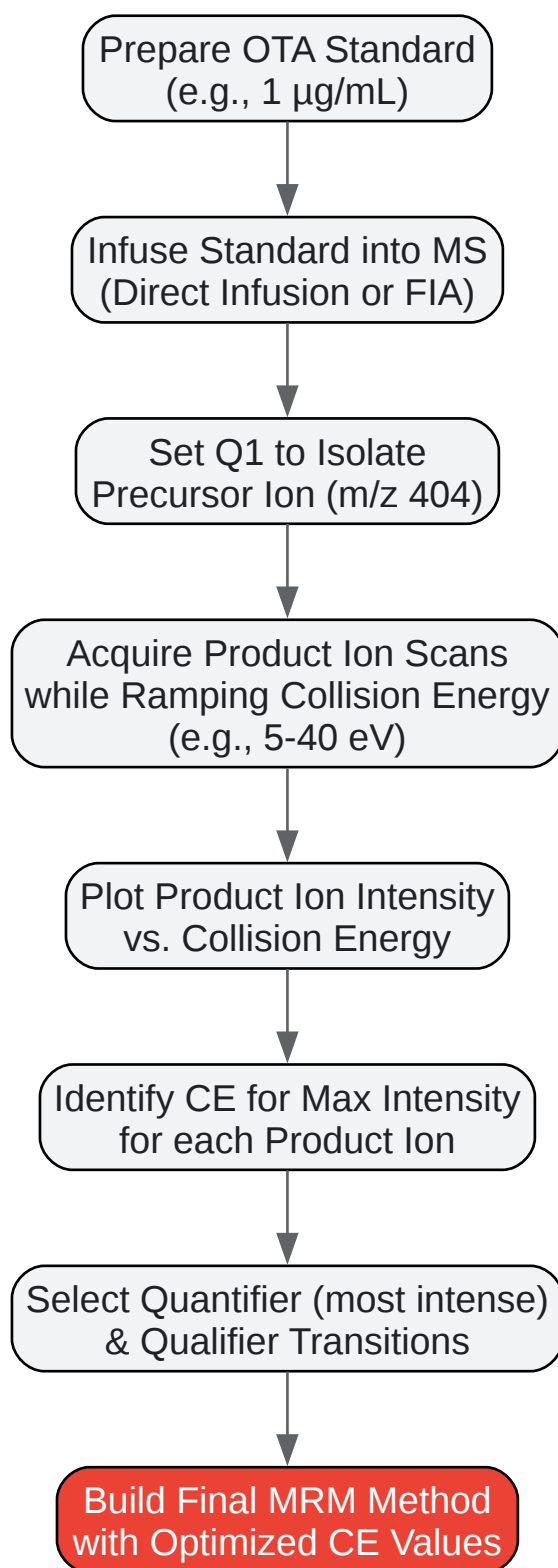 Prepare OTA Standard
(e.g., 1 µg/mL)
Infuse Standard into MS
(Direct Infusion or FIA)
Set Q1 to Isolate
Precursor Ion (m/z 404)
Acquire Product Ion Scans
while Ramping Collision Energy
(e.g., 5-40 eV)
Plot Product Ion Intensity
vs. Collision Energy
Identify CE for Max Intensity
for each Product Ion
Select Quantifier (most intense)
& Qualifier Transitions
Build Final MRM Method
with Optimized CE Values